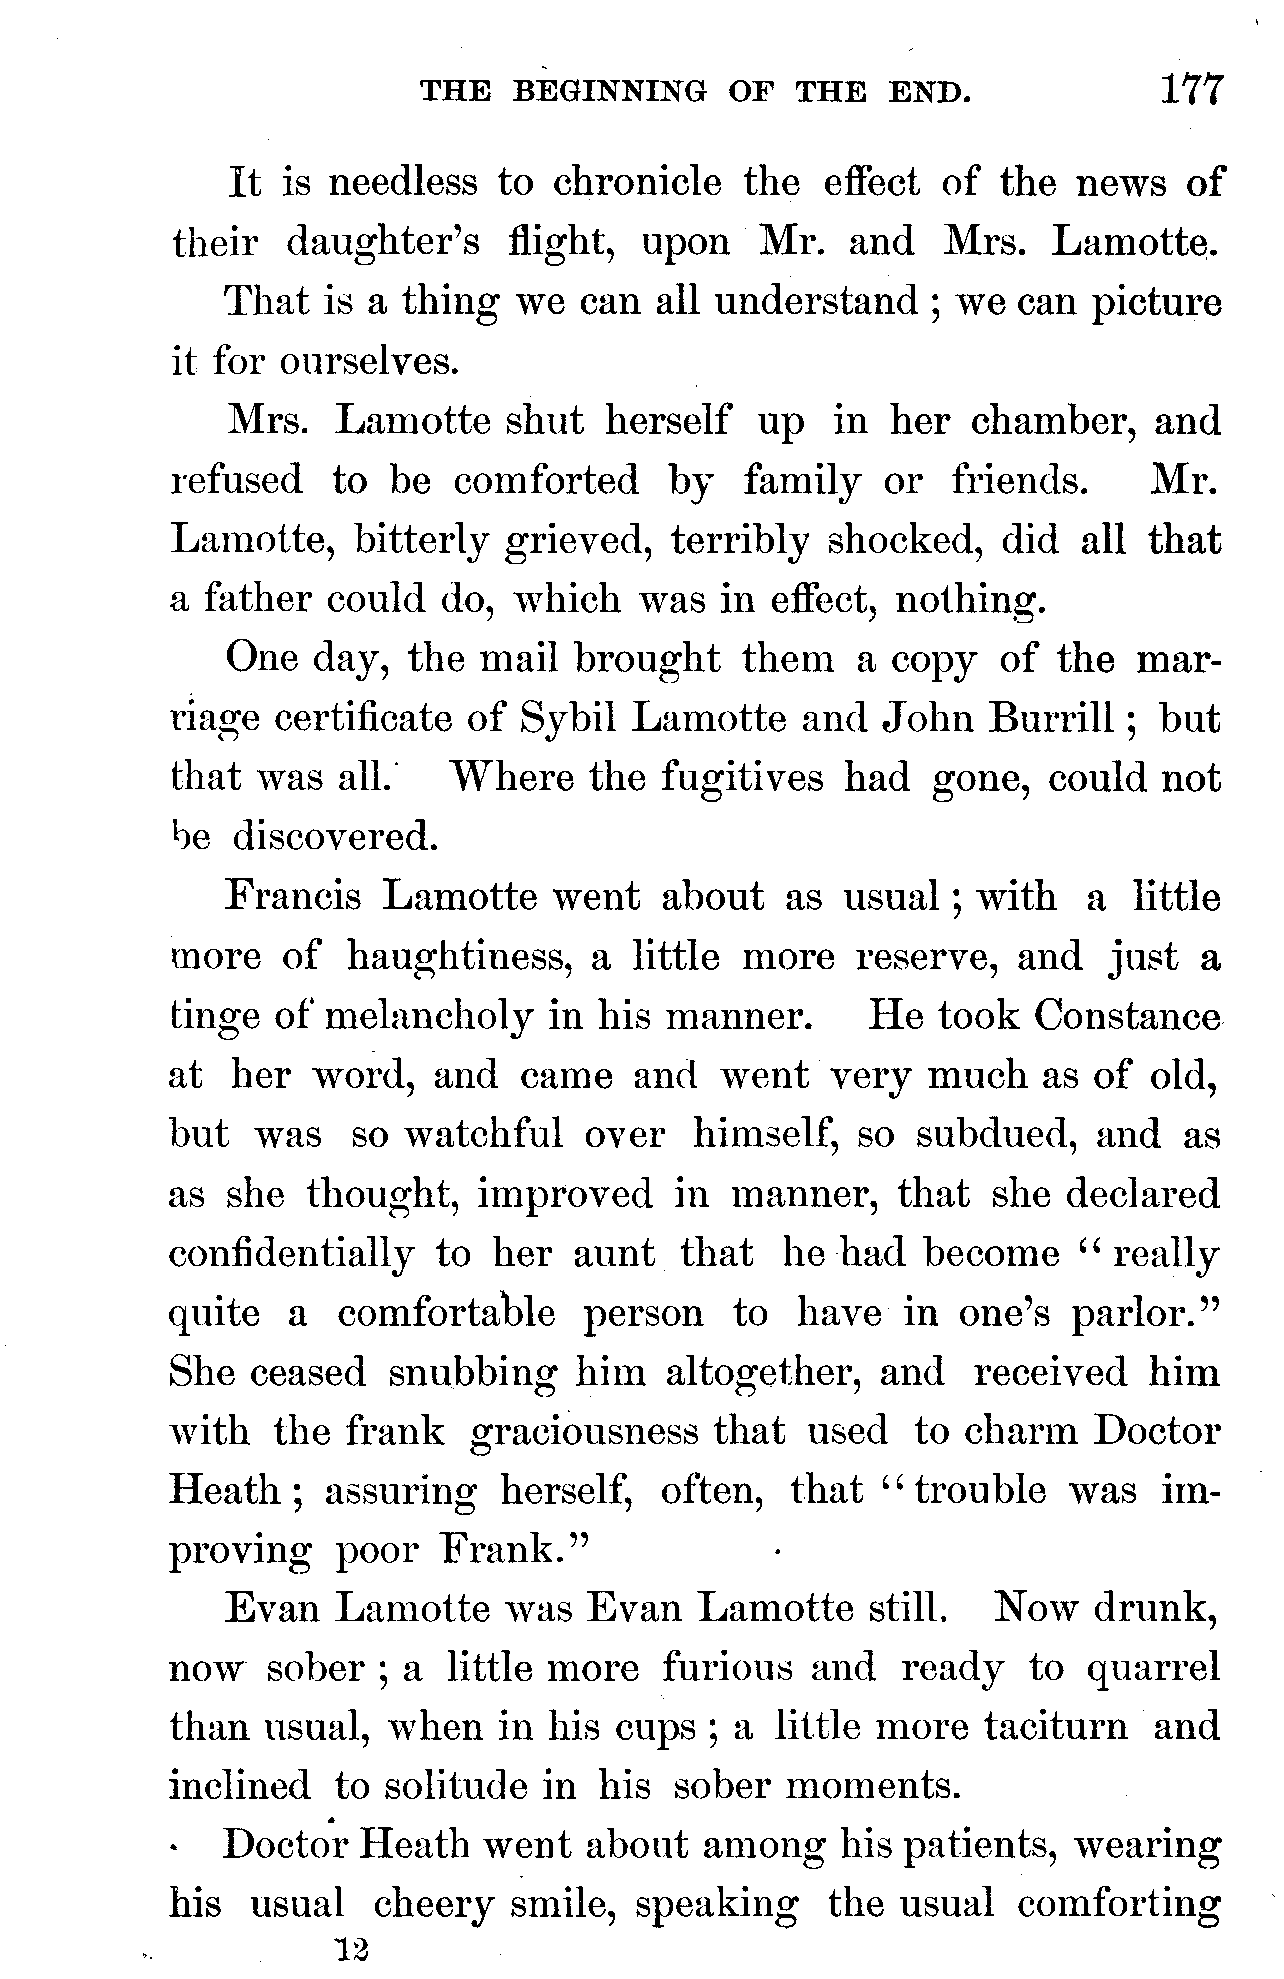 THE BEGINNING OF THE END. 177
It is needless to chronicle the effect of the news of
their daughter's flight, upon Mr. and Mrs. Lamotte.
That is a thing we can all understand ; we can picture
it for ourselves.
Mrs. Lamotte shut herself up in her chamber, and
refused to be comforted by family or friends. Mr.
Lamotte, bitterly grieved, terribly shocked, did all that
a father could do, which was in effect, nothing.
One day, the mail brought them a copy of the mar-
riage certificate of Sybil Lamotte and John Burrill ; but
that was all. Where the fugitives had gone, could not
be discovered.
Francis Lamotte went about as usual ; with a little
more of haughtiness, a little more reserve, and just a
tinge of melancholy in his manner. He took Constance
at her word, and came and went very much as of old,
but was so watchful over himself, so subdued, and as
as she thought, improved in manner, that she declared
confidentially to her aunt that he had become “ really
quite a comfortable person to have in one's parlor.”
She ceased snubbing him altogether, and received him
with the frank graciousness that used to charm Doctor
Heath ; assuring herself, often, that “ trouble was im-
proving poor Frank.”
Evan Lamotte was Evan Lamotte still. Now drunk,
now sober ; a little more furious and ready to quarrel
than usual, when in his cups ; a little more taciturn and
inclined to solitude in his sober moments.
Doctor Heath went about among his patients, wearing
his usual cheery smile, speaking the usual comforting
12